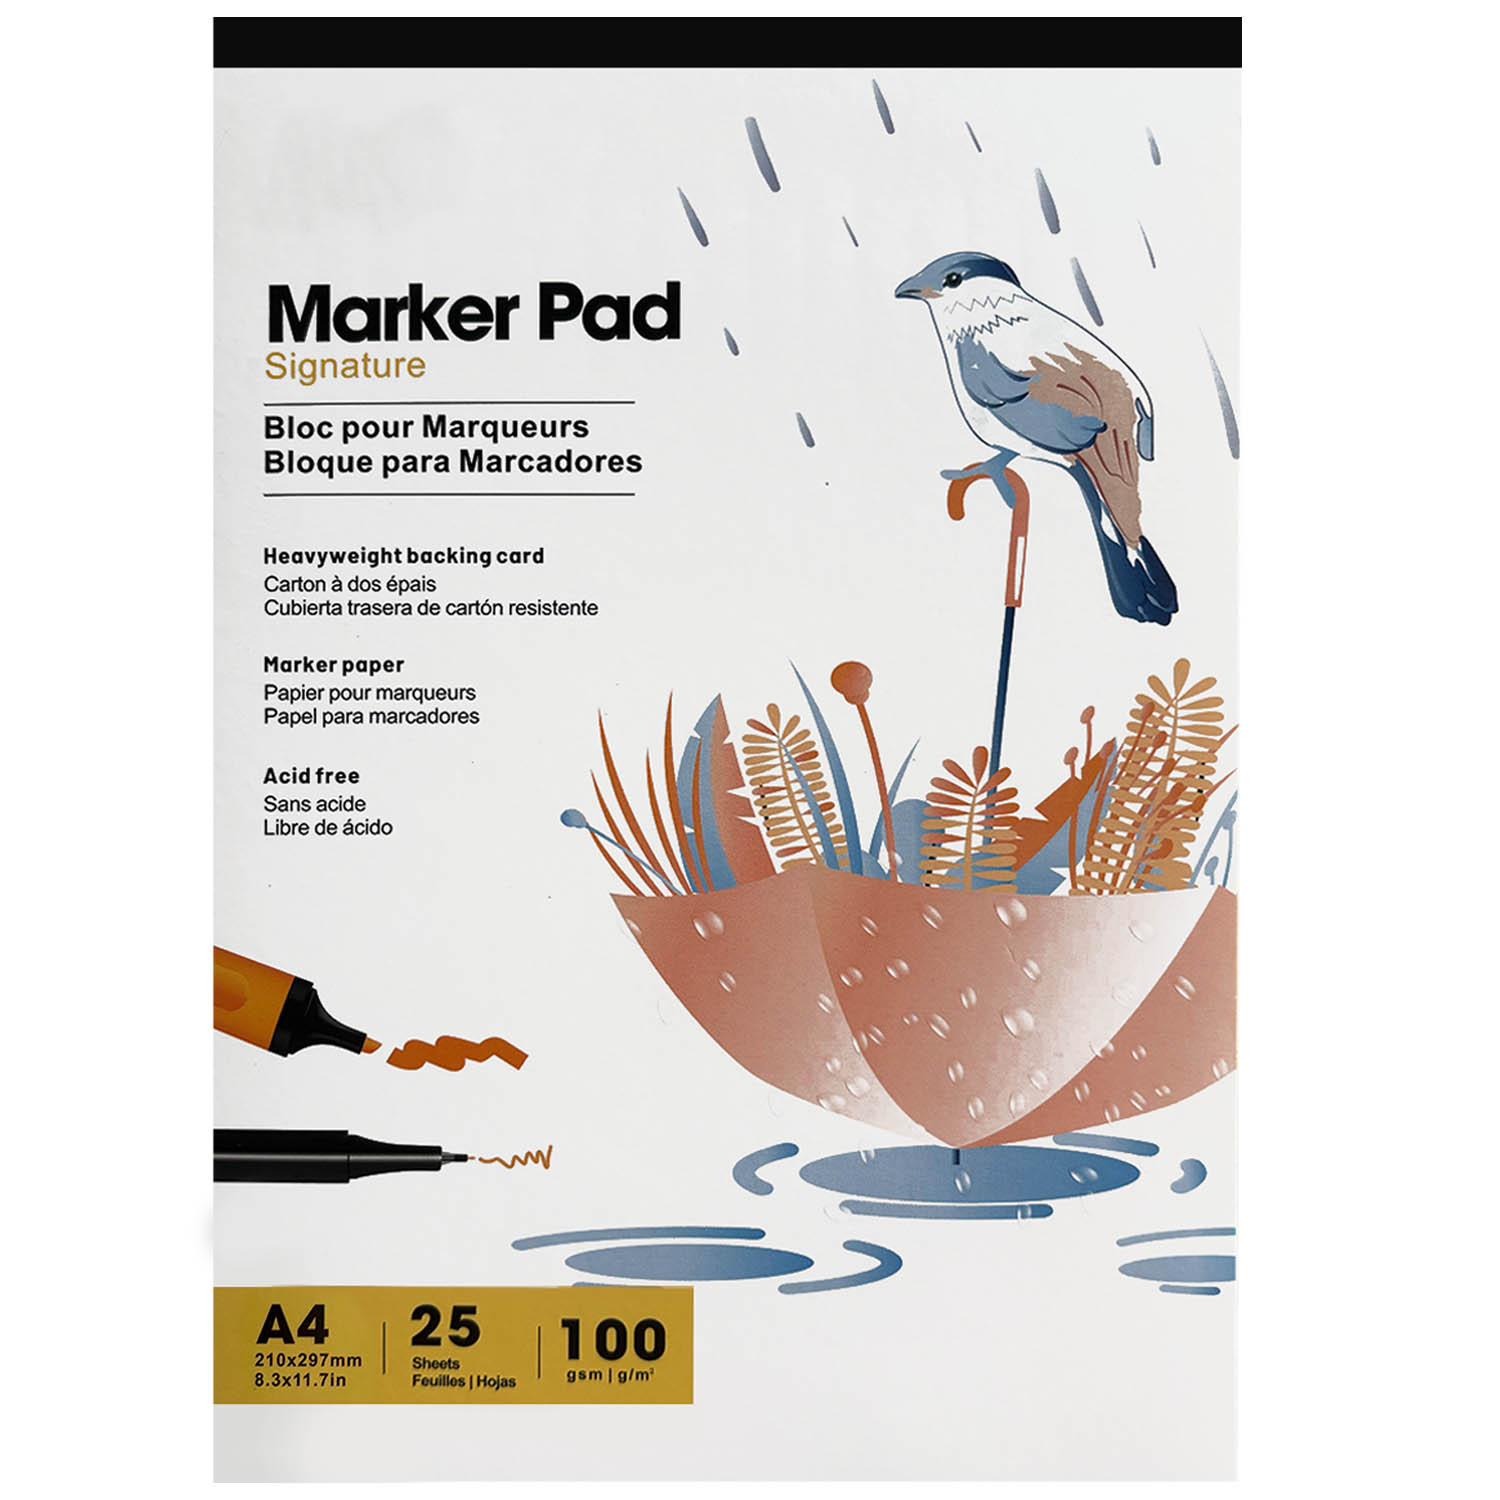 Marker Pad
Signature
Bloc pour Marqueurs
Bloque para Marcadores
Heavyweight backing card
Carton à dos épais
Cubierta trasera de cartón resistente
Marker paper
Papier pour marqueurs
Papel para marcadores
Acid free
Sans acide
Libre de ácido
A4
210x297mm
8.3x11.7in
25
Sheets
Feuilles | Hojas
100
gsm | g/m²